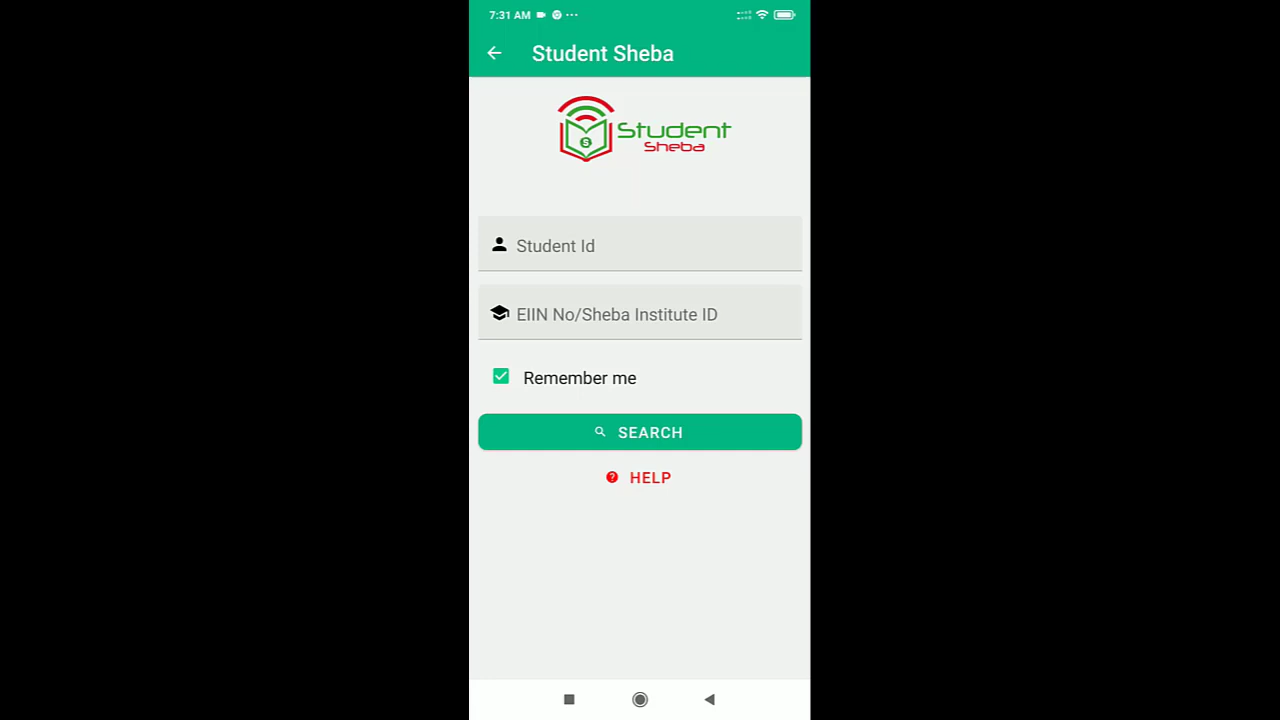 7:31 AM
Student Sheba
Student
Sheba
S
Student Id
EIIN No/Sheba Institute ID
Remember me
SEARCH
HELP